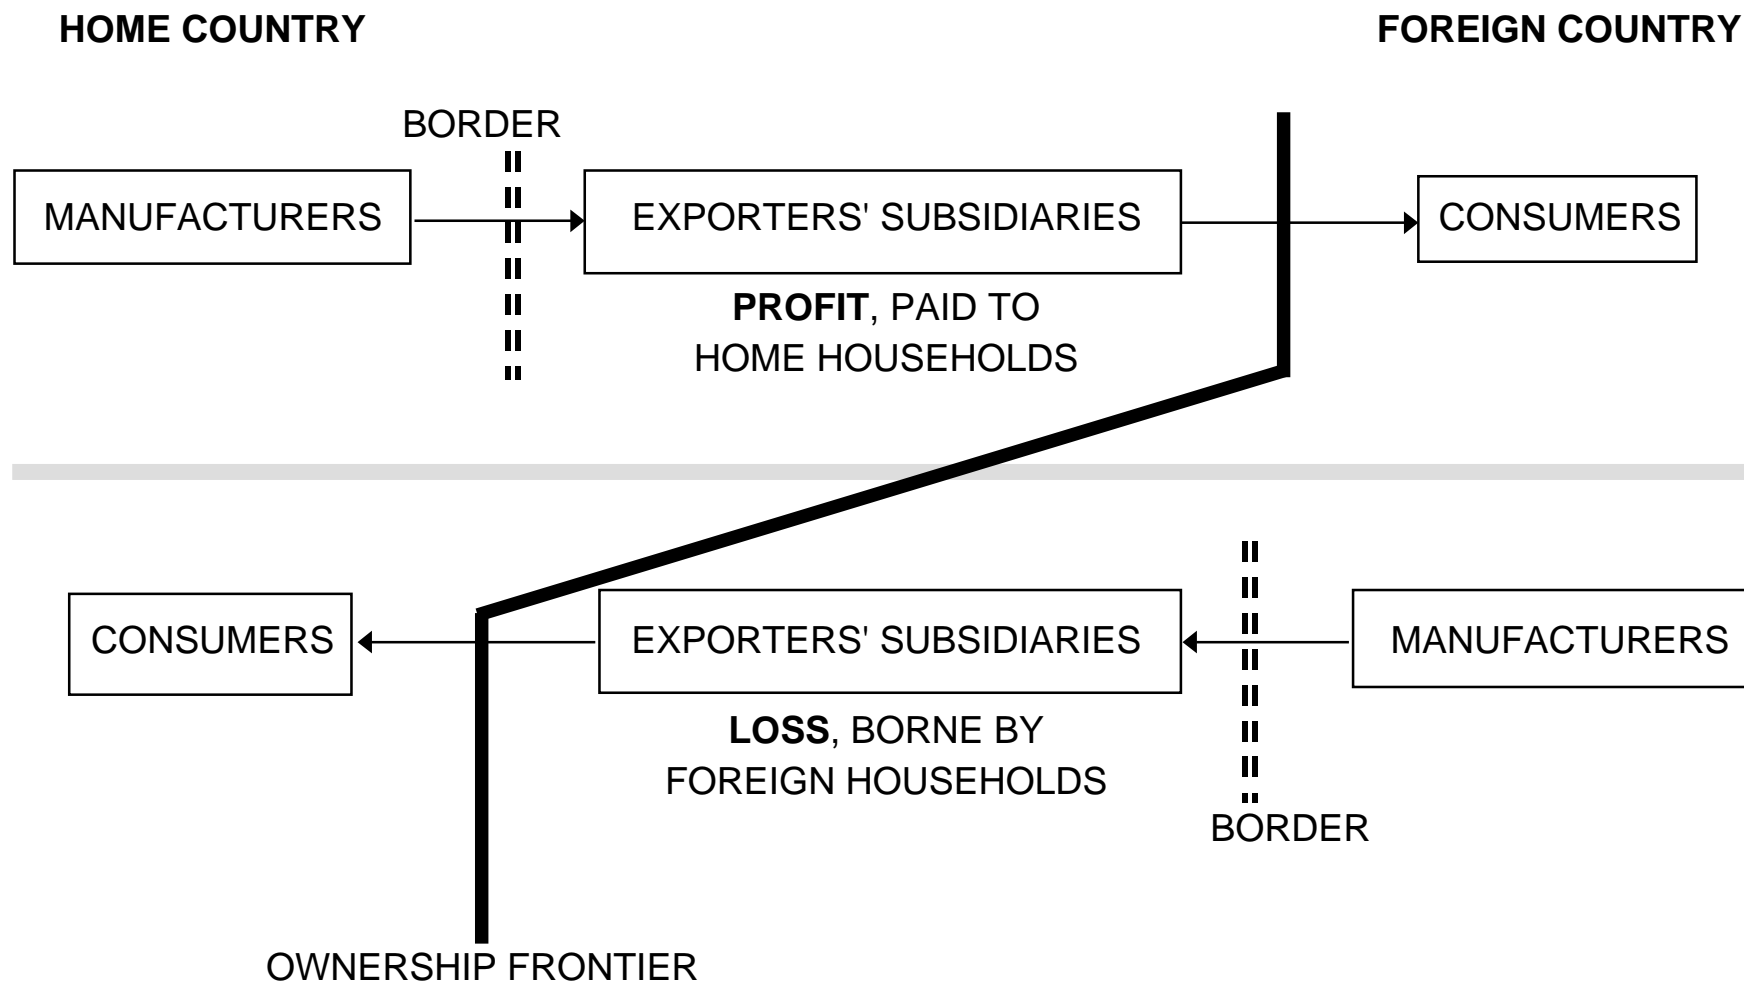 HOME COUNTRY
FOREIGN COUNTRY
BORDER
MANUFACTURERS
EXPORTERS' SUBSIDIARIES
CONSUMERS
PROFIT, PAID TO
HOME HOUSEHOLDS
CONSUMERS
EXPORTERS' SUBSIDIARIES
MANUFACTURERS
LOSS, BORNE BY
FOREIGN HOUSEHOLDS
BORDER
OWNERSHIP FRONTIER